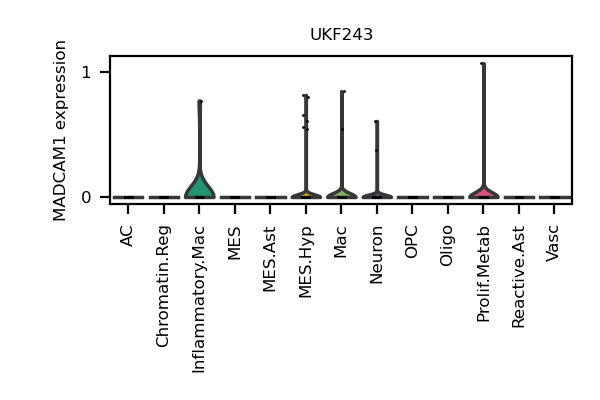 UKF243
MADCAM1 expression
1
0
AC
Chromatin.Reg
Inflammatory.Mac
MES
MES.Ast
MES.Hyp
Mac
Neuron
OPC
Oligo
Prolif.Metab
Reactive.Ast
Vasc